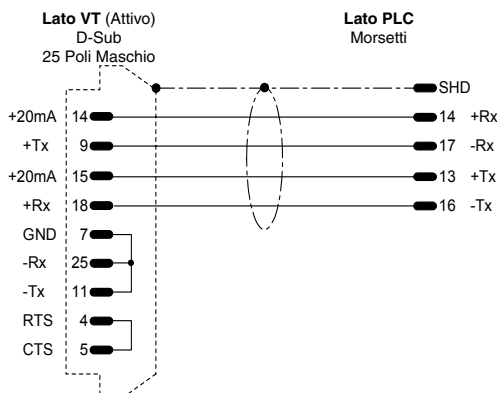 Lato VT (Attivo)
D-Sub
25 Poli Maschio
Lato PLC
Morsetti
SHD
+20mA 14 14 +Rx
+Tx 9 17 -Rx
+20mA 15 13 +Tx
+Rx 18 16 -Tx
GND 7
-Rx 25
-Tx 11
RTS 4
CTS 5